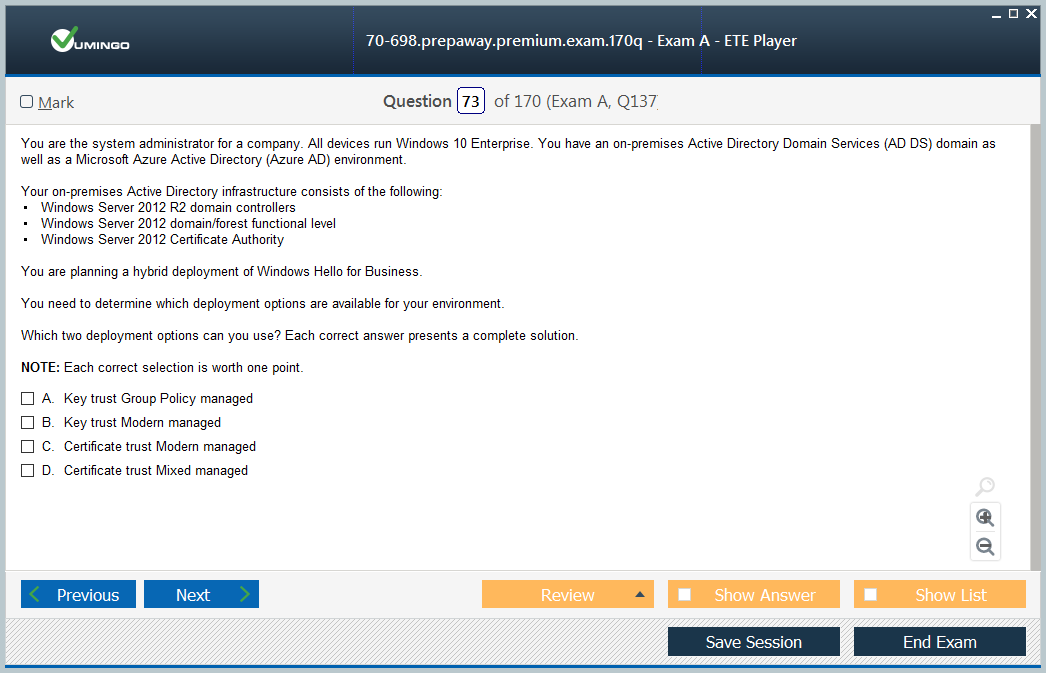 VUMINGO
70-698.prepaway.premium.exam.170q - Exam A - ETE Player
Mark
Question 73 of 170 (Exam A, Q137
You are the system administrator for a company. All devices run Windows 10 Enterprise. You have an on-premises Active Directory Domain Services (AD DS) domain as
well as a Microsoft Azure Active Directory (Azure AD) environment.
Your on-premises Active Directory infrastructure consists of the following:
▪ Windows Server 2012 R2 domain controllers
▪ Windows Server 2012 domain/forest functional level
▪ Windows Server 2012 Certificate Authority
You are planning a hybrid deployment of Windows Hello for Business.
You need to determine which deployment options are available for your environment.
Which two deployment options can you use? Each correct answer presents a complete solution.
NOTE: Each correct selection is worth one point.
A. Key trust Group Policy managed
B. Key trust Modern managed
C. Certificate trust Modern managed
D. Certificate trust Mixed managed
Previous
Next
Review
Show Answer
Show List
Save Session
End Exam